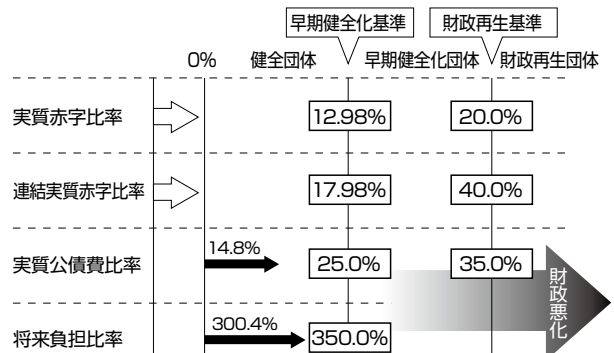 早期健全化基準 財政再生基準
0% 健全団体 早期健全化団体 財政再生団体
実質赤字比率 12.98% 20.0%
連結実質赤字比率 17.98% 40.0%
実質公債費比率 14.8% 25.0% 35.0%
将来負担比率 300.4% 350.0%
財政悪化